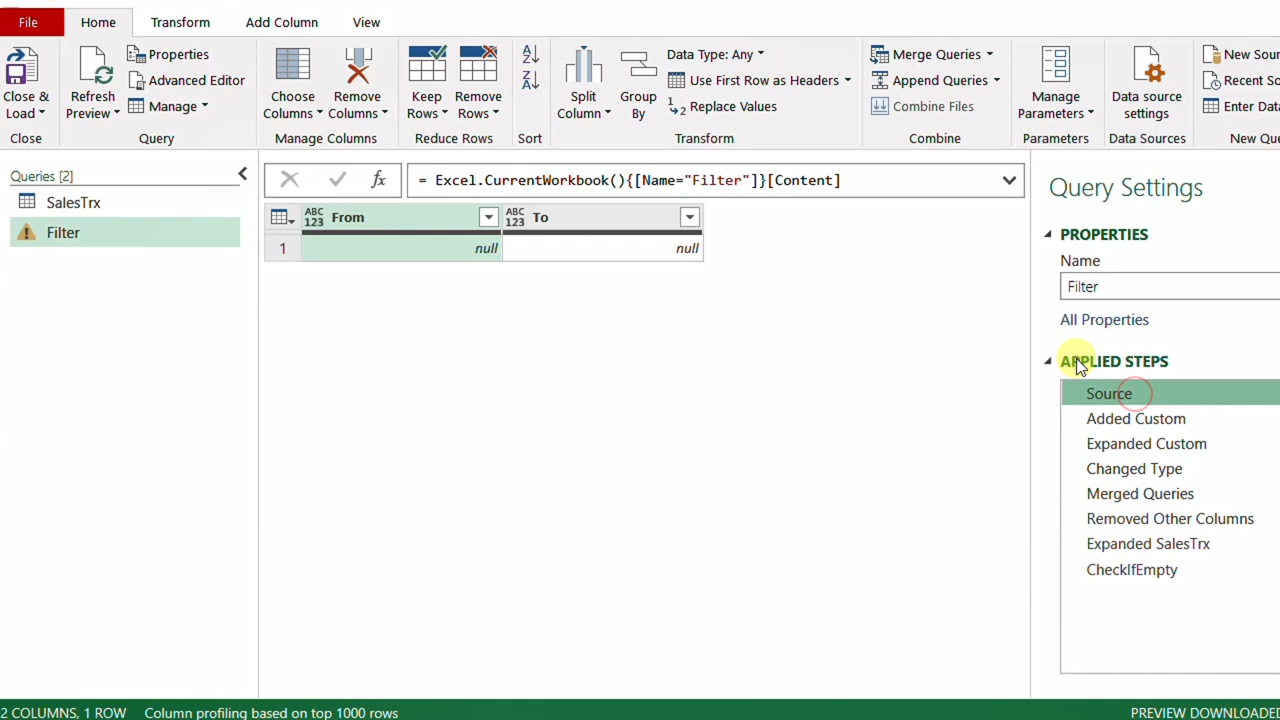 File Home Transform Add Column View
Properties
Advanced Editor
Manage
Close & Load
Refresh Preview
Choose Columns
Remove Columns
Keep Rows
Remove Rows
Split Column
Group By
Data Type: Any
Use First Row as Headers
Replace Values
Merge Queries
Append Queries
Combine Files
Manage Parameters
Data source settings
New Sou
Recent So
Enter Data
Close Query Manage Columns Reduce Rows Sort Transform Combine Parameters Data Sources New Que
Queries [2]
SalesTrx
Filter
fx = Excel.CurrentWorkbook(){[Name="Filter"]}[Content]
ABC 123 From ABC 123 To
1 null null
Query Settings
PROPERTIES
Name
Filter
All Properties
APPLIED STEPS
Source
Added Custom
Expanded Custom
Changed Type
Merged Queries
Removed Other Columns
Expanded SalesTrx
CheckIfEmpty
2 COLUMNS, 1 ROW Column profiling based on top 1000 rows PREVIEW DOWNLOADED